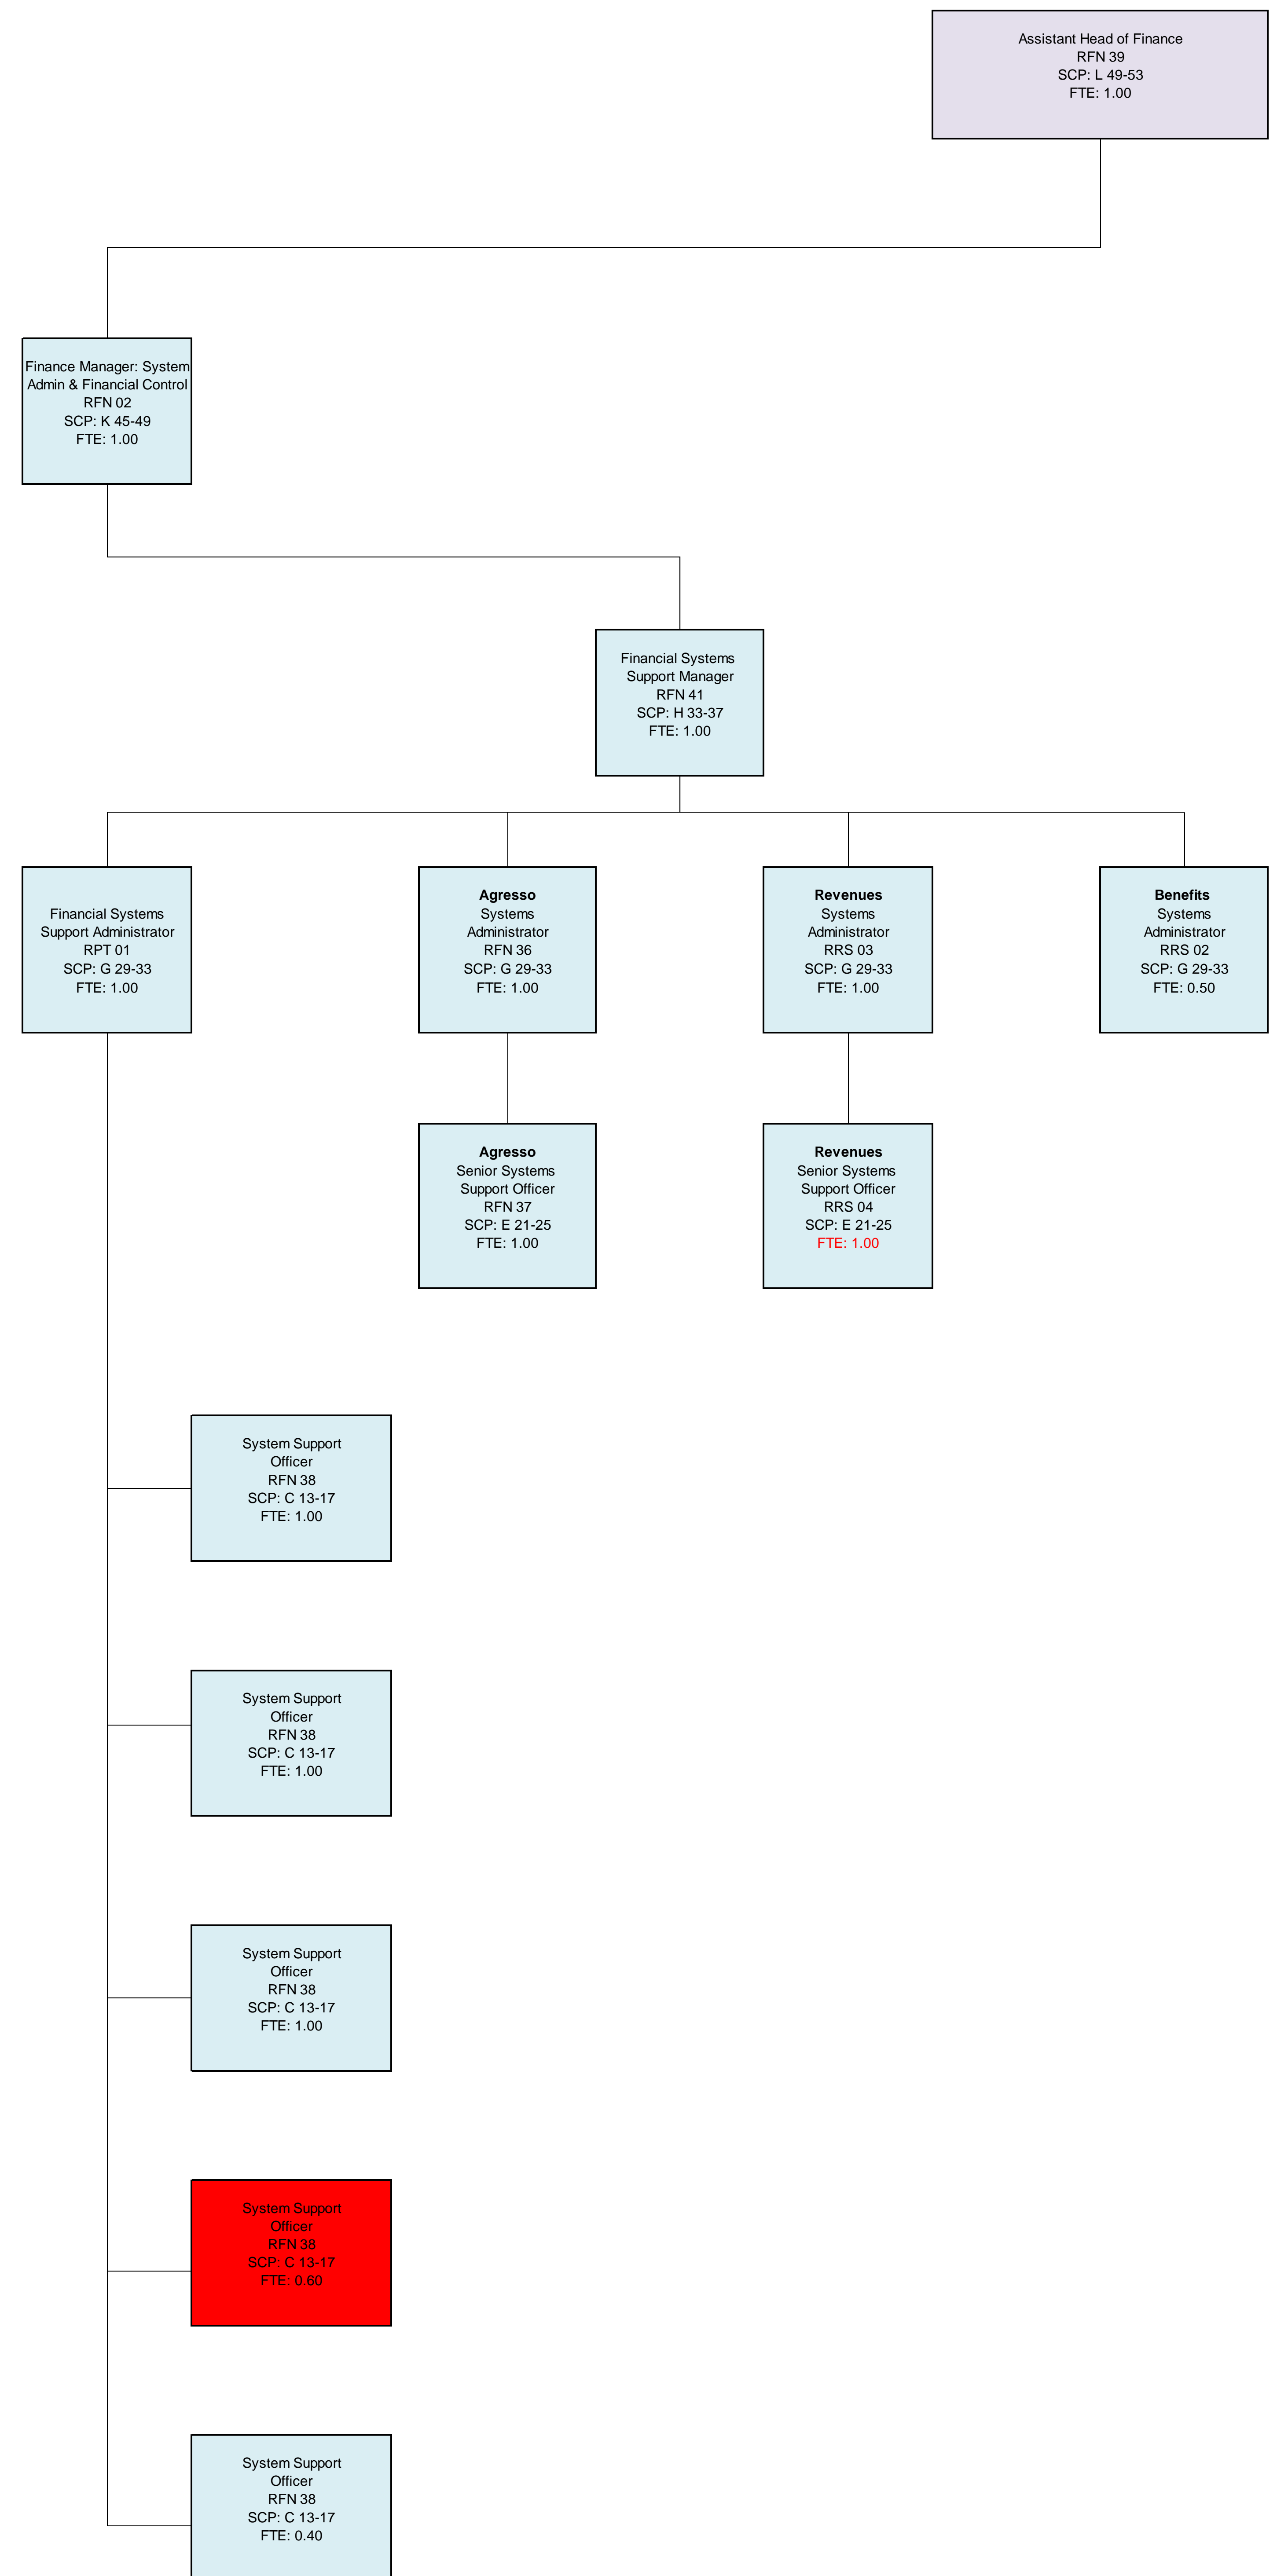 Assistant Head of Finance
RFN 39
SCP: L 49-53
FTE: 1.00
Finance Manager: System
Admin & Financial Control
RFN 02
SCP: K 45-49
FTE: 1.00
Financial Systems
Support Manager
RFN 41
SCP: H 33-37
FTE: 1.00
Financial Systems
Support Administrator
RPT 01
SCP: G 29-33
FTE: 1.00
Agresso
Systems
Administrator
RFN 36
SCP: G 29-33
FTE: 1.00
Revenues
Systems
Administrator
RRS 03
SCP: G 29-33
FTE: 1.00
Benefits
Systems
Administrator
RRS 02
SCP: G 29-33
FTE: 0.50
Agresso
Senior Systems
Support Officer
RFN 37
SCP: E 21-25
FTE: 1.00
Revenues
Senior Systems
Support Officer
RRS 04
SCP: E 21-25
FTE: 1.00
System Support
Officer
RFN 38
SCP: C 13-17
FTE: 1.00
System Support
Officer
RFN 38
SCP: C 13-17
FTE: 1.00
System Support
Officer
RFN 38
SCP: C 13-17
FTE: 1.00
System Support
Officer
RFN 38
SCP: C 13-17
FTE: 0.60
System Support
Officer
RFN 38
SCP: C 13-17
FTE: 0.40